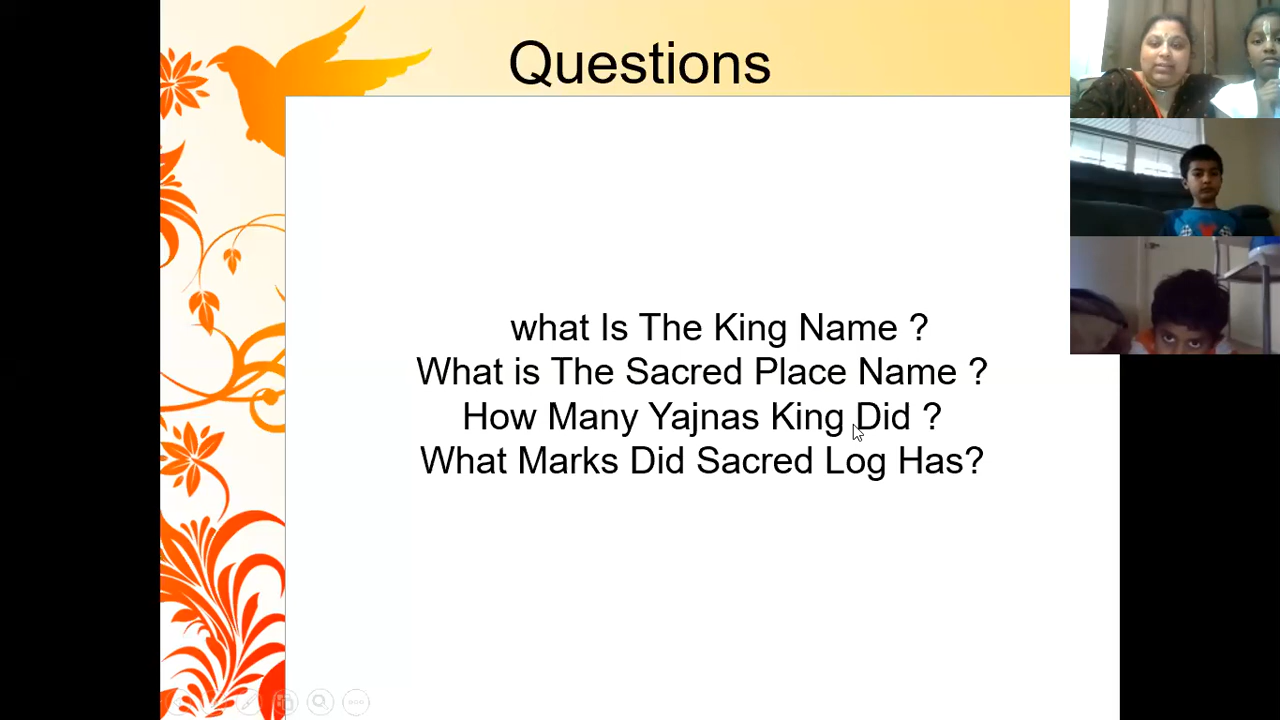 Questions
what Is The King Name ?
What is The Sacred Place Name ?
How Many Yajnas King Did ?
What Marks Did Sacred Log Has?